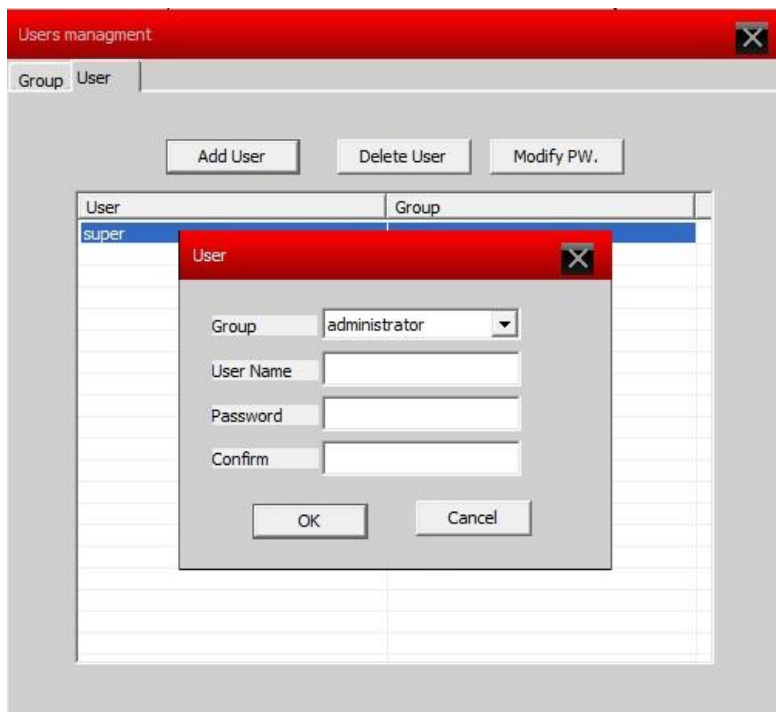 Users managment
Group User
Add User Delete User Modify PW.
User Group
super
User
Group administrator
User Name
Password
Confirm
OK Cancel